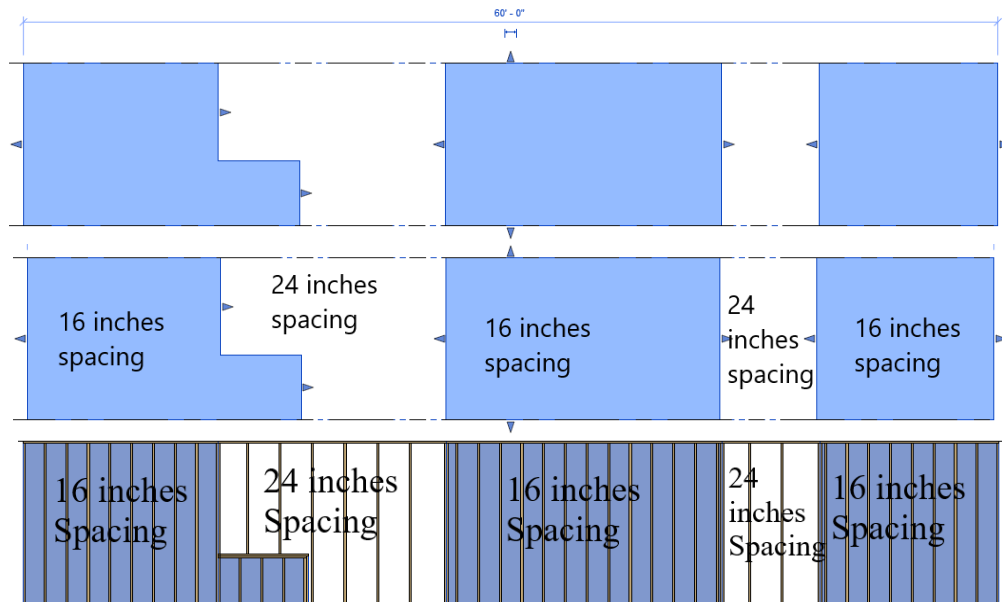 60' - 0"
16 inches
spacing
24 inches
spacing
16 inches
spacing
24
inches
spacing
16 inches
spacing
16 inches
Spacing
24 inches
Spacing
16 inches
Spacing
24
inches
Spacing
16 inches
Spacing